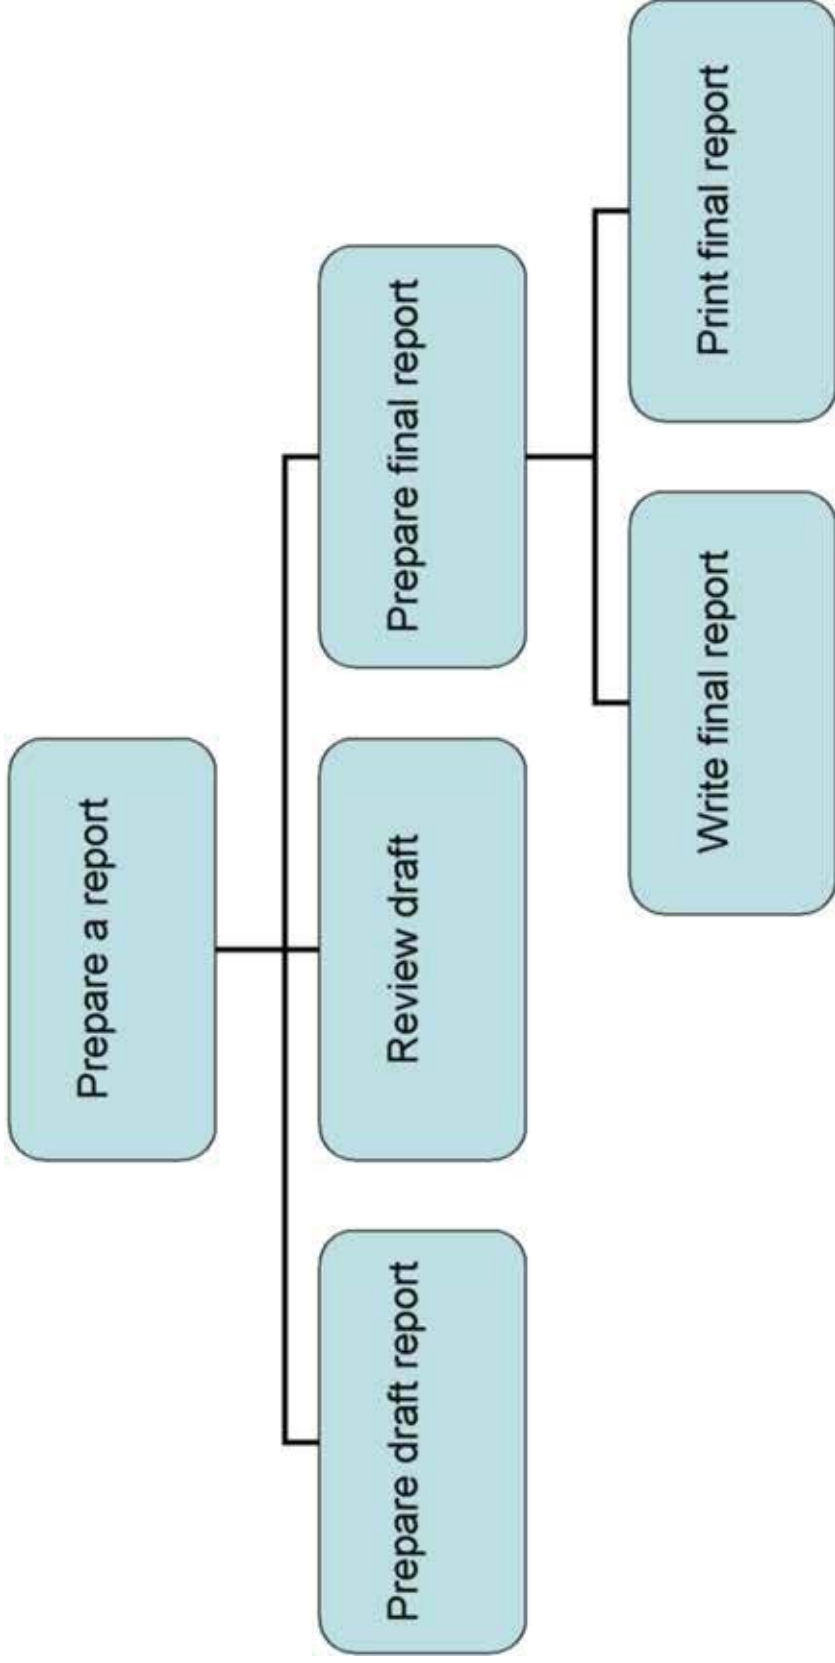 Prepare a report
Prepare draft report
Review draft
Prepare final report
Write final report
Print final report